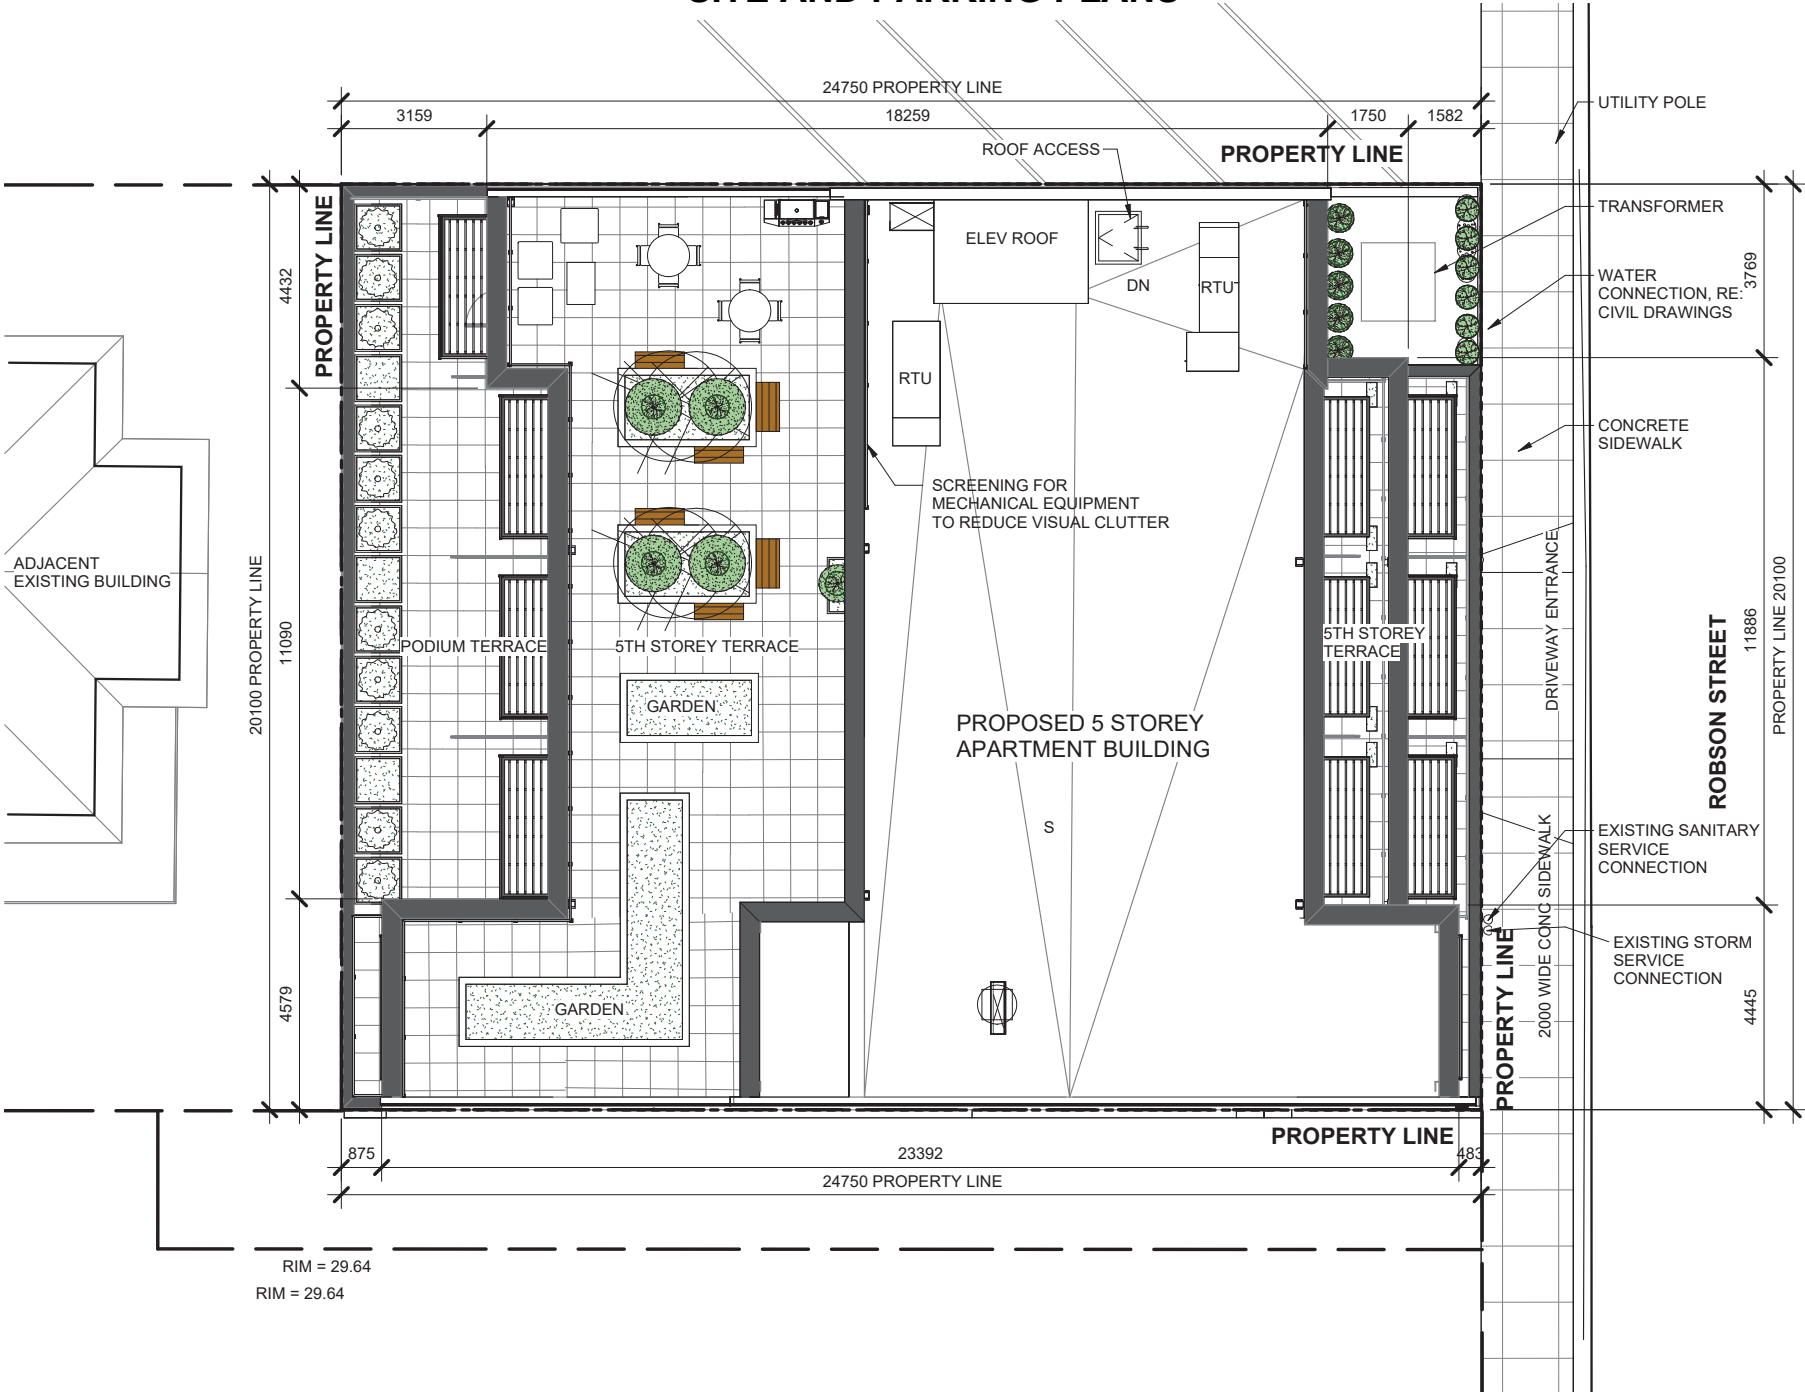 SITE AND PARKING PLANS
24750 PROPERTY LINE
3159
18259
1750
1582
UTILITY POLE
ROOF ACCESS
PROPERTY LINE
TRANSFORMER
PROPERTY LINE
ELEV ROOF
DN
RTU
WATER
CONNECTION, RE:
CIVIL DRAWINGS
3769
4432
RTU
CONCRETE
SIDEWALK
SCREENING FOR
MECHANICAL EQUIPMENT
TO REDUCE VISUAL CLUTTER
ADJACENT
EXISTING BUILDING
20100 PROPERTY LINE
11090
PODIUM TERRACE
5TH STOREY TERRACE
5TH STOREY
TERRACE
DRIVEWAY ENTRANCE
ROBSON STREET
11886
PROPERTY LINE 20100
GARDEN
PROPOSED 5 STOREY
APARTMENT BUILDING
S
EXISTING SANITARY
SERVICE
CONNECTION
2000 WIDE CONC SIDEWALK
EXISTING STORM
SERVICE
CONNECTION
PROPERTY LINE
4579
GARDEN
4445
PROPERTY LINE
875
23392
483
24750 PROPERTY LINE
RIM = 29.64
RIM = 29.64